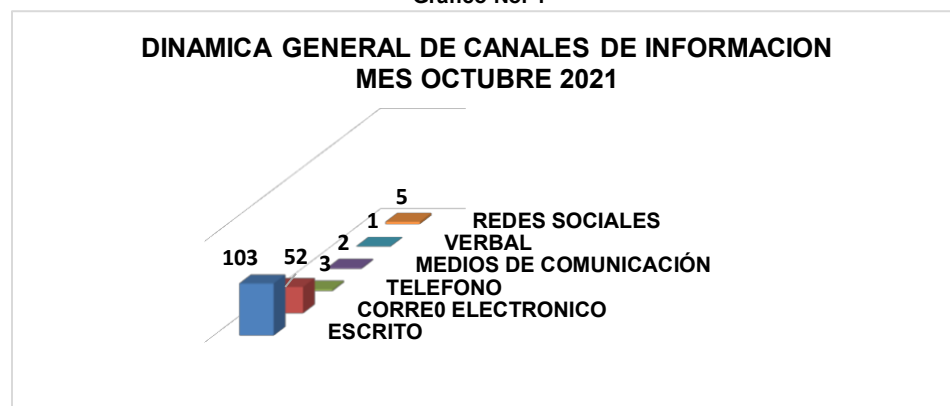 DINAMICA GENERAL DE CANALES DE INFORMACION
MES OCTUBRE 2021
5
1 REDES SOCIALES
2 VERBAL
103 52 3 MEDIOS DE COMUNICACIÓN
TELEFONO
CORRE0 ELECTRONICO
ESCRITO